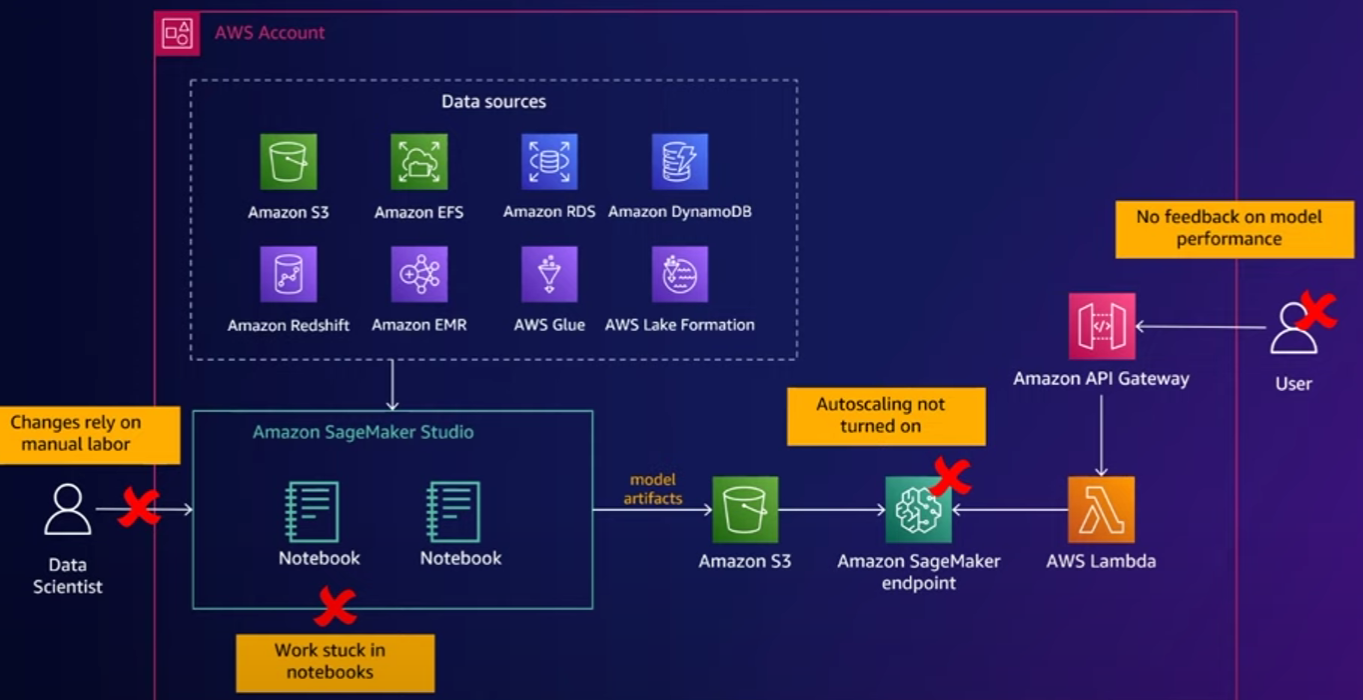 AWS Account
Data sources
Amazon S3
Amazon EFS
Amazon RDS
Amazon DynamoDB
Amazon Redshift
Amazon EMR
AWS Glue
AWS Lake Formation
No feedback on model
performance
Amazon API Gateway
User
Changes rely on
manual labor
Data
Scientist
Amazon SageMaker Studio
Notebook
Notebook
Work stuck in
notebooks
model
artifacts
Amazon S3
Autoscaling not
turned on
Amazon SageMaker
endpoint
AWS Lambda